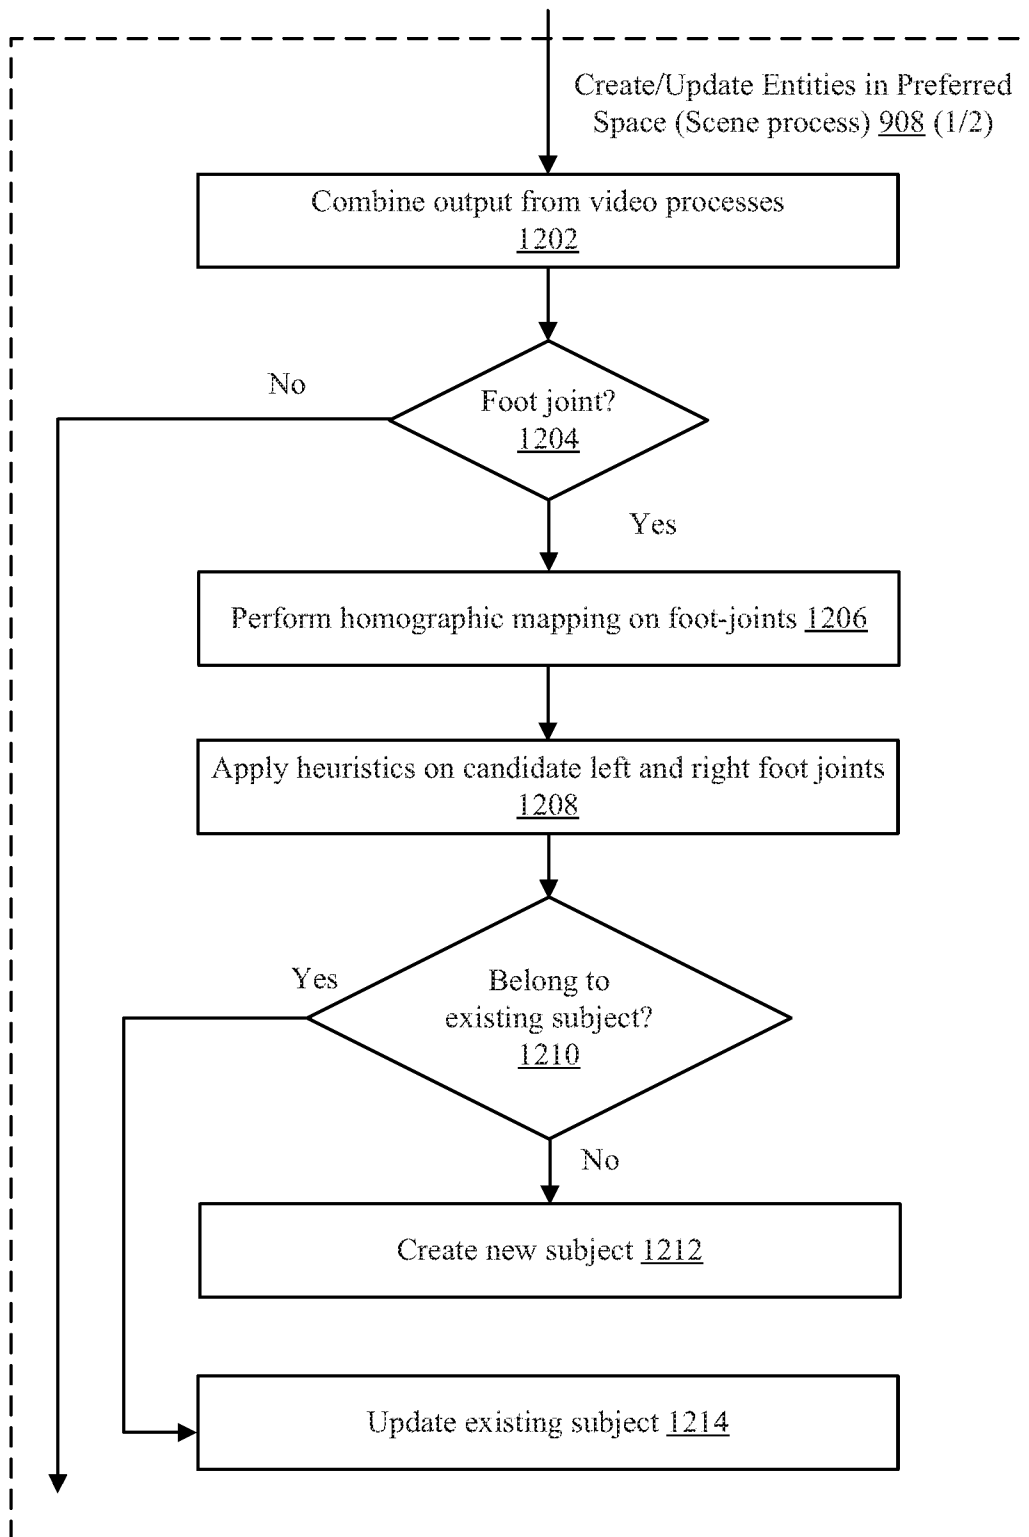 Create/Update Entities in Preferred
Space (Scene process) 908 (1/2)
Combine output from video processes
1202
No
Foot joint?
1204
Yes
Perform homographic mapping on foot-joints 1206
Apply heuristics on candidate left and right foot joints
1208
Yes
Belong to
existing subject?
1210
No
Create new subject 1212
Update existing subject 1214